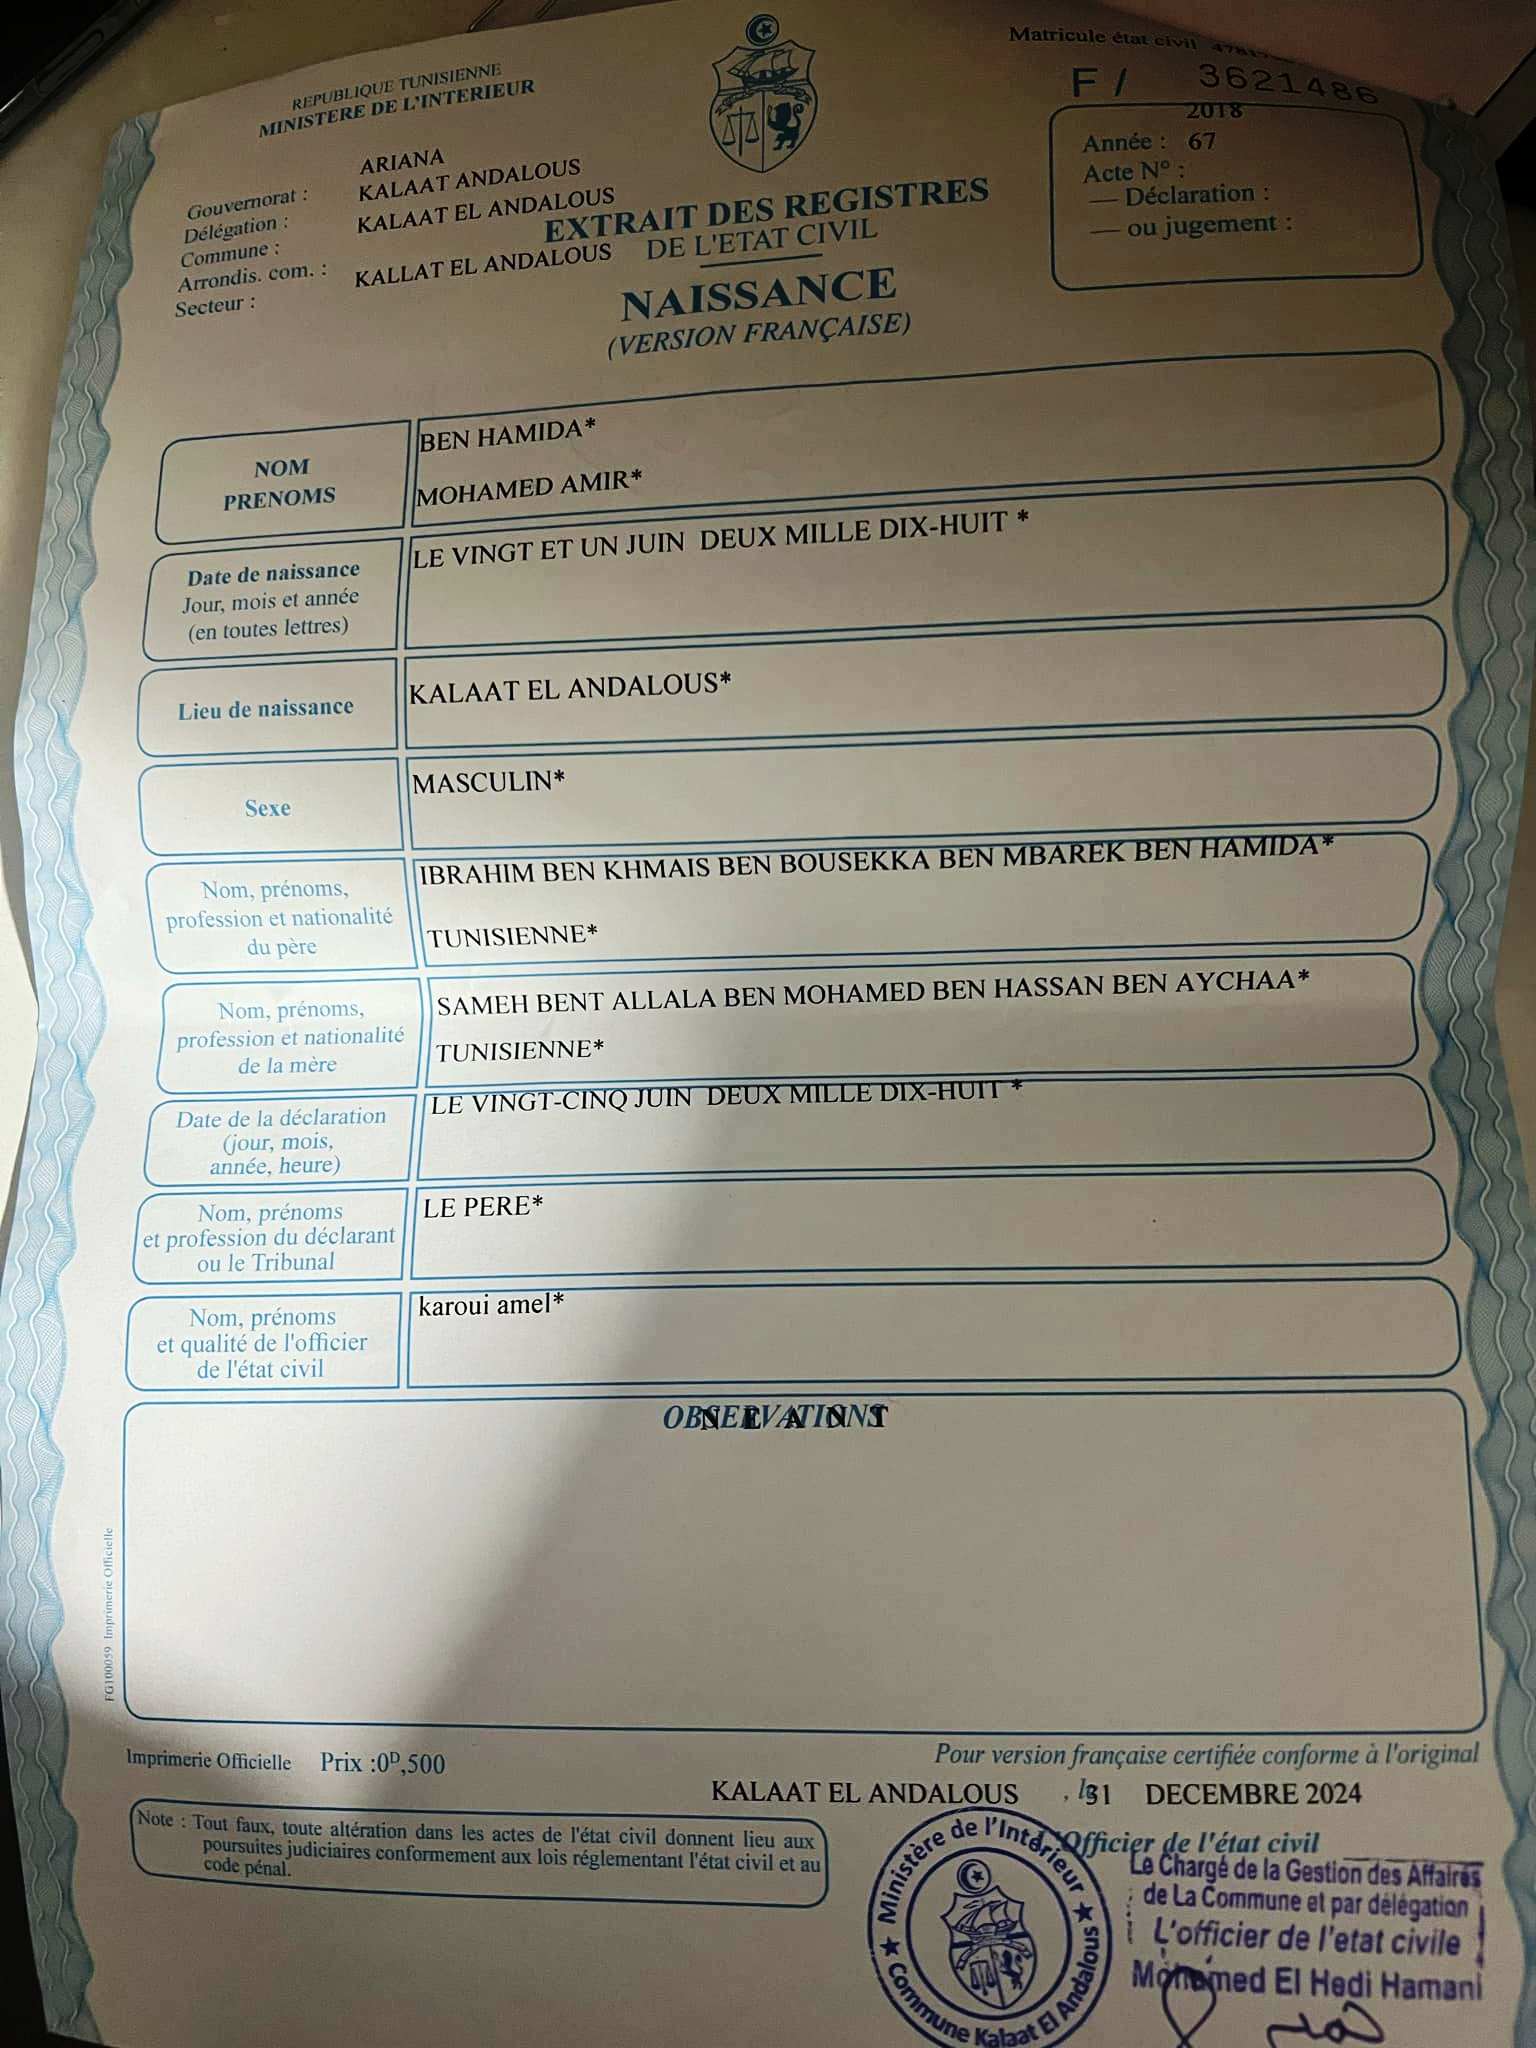 REPUBLIQUE TUNISIENNE
MINISTERE DE L'INTERIEUR
Matricule état civil
F / 3621486
2018
Année : 67
Acte N° :
— Déclaration :
— ou jugement :
ARIANA
Gouvernorat : KALAAT ANDALOUS
Délégation : KALAAT EL ANDALOUS
Commune :
Arrondis. com. : KALLAT EL ANDALOUS
Secteur :
EXTRAIT DES REGISTRES
DE L'ETAT CIVIL
NAISSANCE
(VERSION FRANÇAISE)
NOM
PRENOMS
BEN HAMIDA*
MOHAMED AMIR*
Date de naissance
Jour, mois et année
(en toutes lettres)
LE VINGT ET UN JUIN DEUX MILLE DIX-HUIT *
Lieu de naissance
KALAAT EL ANDALOUS*
Sexe
MASCULIN*
Nom, prénoms,
profession et nationalité
du père
IBRAHIM BEN KHMAIS BEN BOUSEKKA BEN MBAREK BEN HAMIDA*
TUNISIENNE*
Nom, prénoms,
profession et nationalité
de la mère
SAMEH BENT ALLALA BEN MOHAMED BEN HASSAN BEN AYCHAA*
TUNISIENNE*
Date de la déclaration
(jour, mois,
année, heure)
LE VINGT-CINQ JUIN DEUX MILLE DIX-HUIT *
Nom, prénoms
et profession du déclarant
ou le Tribunal
LE PERE*
Nom, prénoms
et qualité de l'officier
de l'état civil
karoui amel*
OBSERVATIONS
N E A N T
FG100059 Imprimerie Officielle
Imprimerie Officielle Prix :0ᴰ,500
Pour version française certifiée conforme à l'original
KALAAT EL ANDALOUS , le 31 DECEMBRE 2024
Note : Tout faux, toute altération dans les actes de l'état civil donnent lieu aux
poursuites judiciaires conformement aux lois réglementant l'état civil et au
code pénal.
L'Officier de l'état civil
Le Chargé de la Gestion des Affaires
de La Commune et par délégation
L'officier de l'etat civile
Mohamed El Hedi Hamani
Ministère de l'Intérieur
Commune Kalaat El Andalous